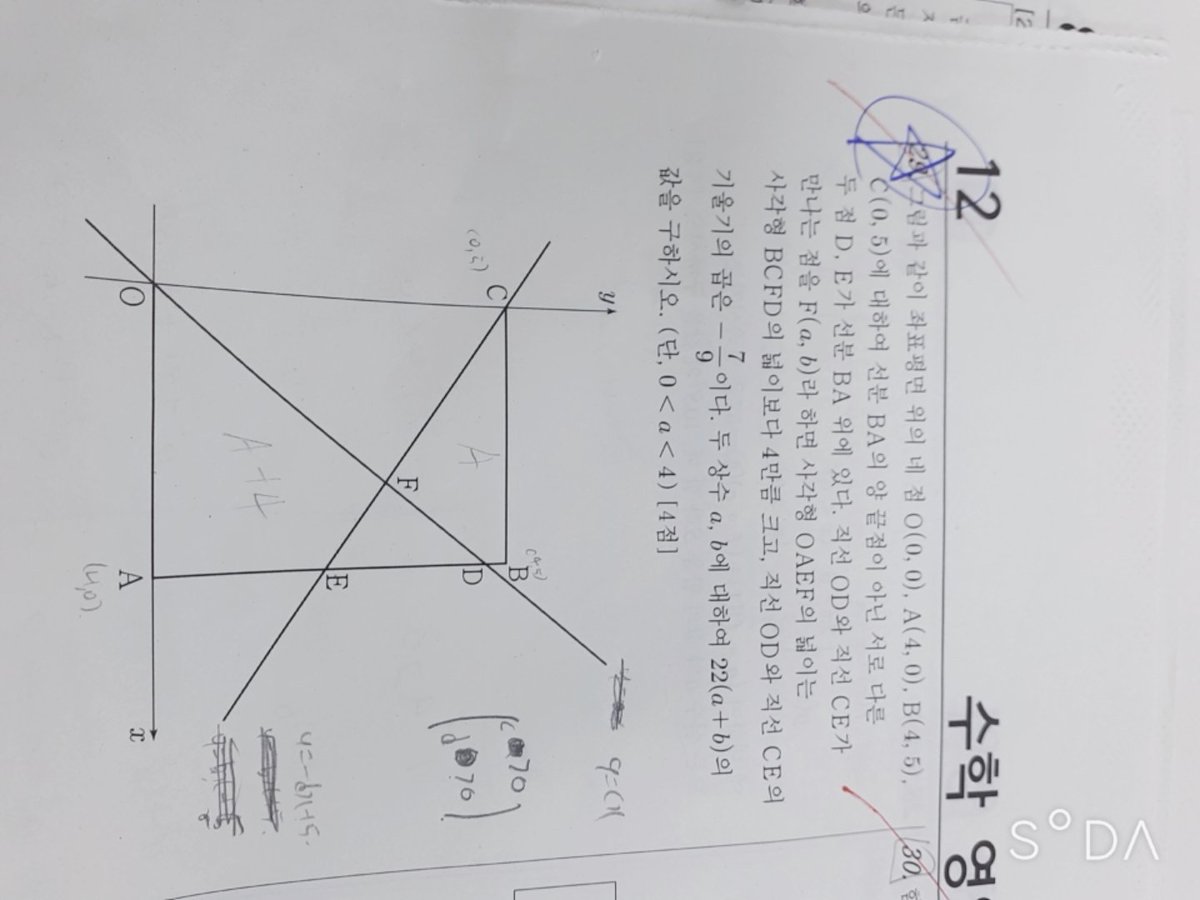 12
수학 영
29. 그림과 같이 좌표평면 위의 네 점 O(0, 0), A(4, 0), B(4, 5),
C(0, 5)에 대하여 선분 BA의 양 끝점이 아닌 서로 다른
두 점 D, E가 선분 BA 위에 있다. 직선 OD와 직선 CE가
만나는 점을 F(a, b)라 하면 사각형 OAEF의 넓이는
사각형 BCFD의 넓이보다 4만큼 크고, 직선 OD와 직선 CE의
기울기의 곱은 -7/9이다. 두 상수 a, b에 대하여 22(a+b)의
값을 구하시오. (단, 0 < a < 4) [4점]
y
(0,5)
C
B
(4,5)
D
A
F
E
A+4
O
A
(4,0)
x
30.
SODA